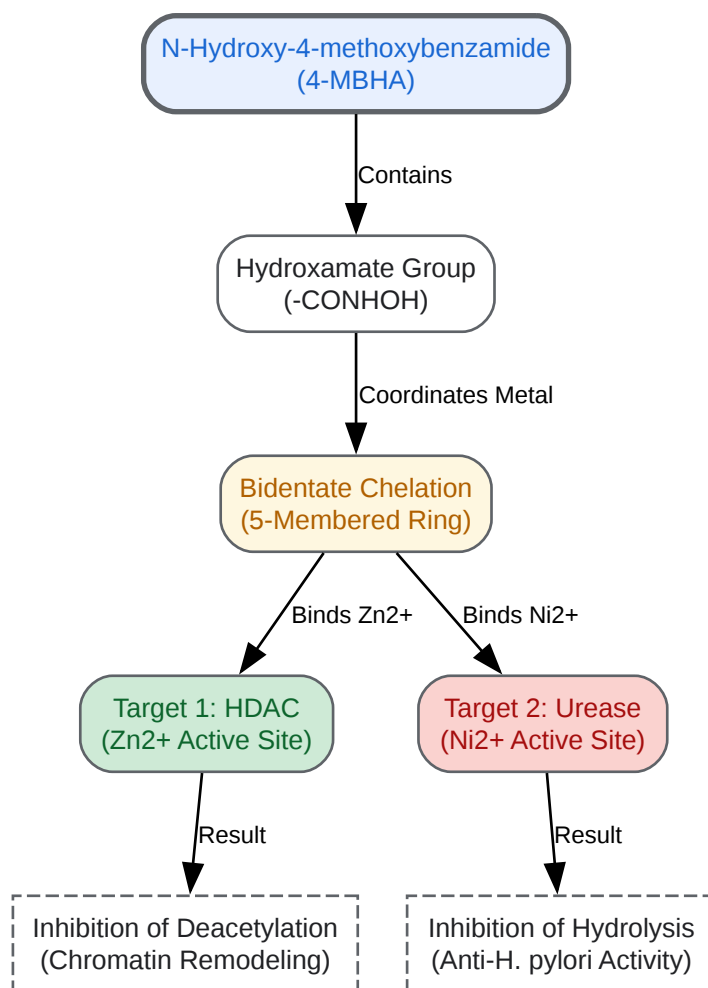 N-Hydroxy-4-methoxybenzamide
(4-MBHA)
Contains
Hydroxamate Group
(-CONHOH)
Coordinates Metal
Bidentate Chelation
(5-Membered Ring)
Binds Zn2+
Binds Ni2+
Target 1: HDAC
(Zn2+ Active Site)
Target 2: Urease
(Ni2+ Active Site)
Result
Result
Inhibition of Deacetylation
(Chromatin Remodeling)
Inhibition of Hydrolysis
(Anti-H. pylori Activity)